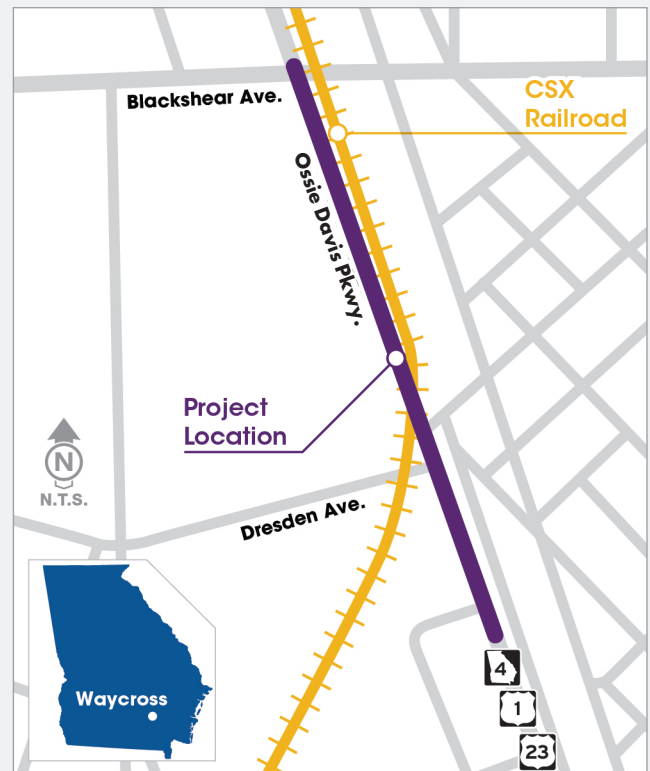 Blackshear Ave.
CSX
Railroad
Ossie Davis Pkwy.
Project
Location
N
N.T.S.
Dresden Ave.
Waycross
4
1
23